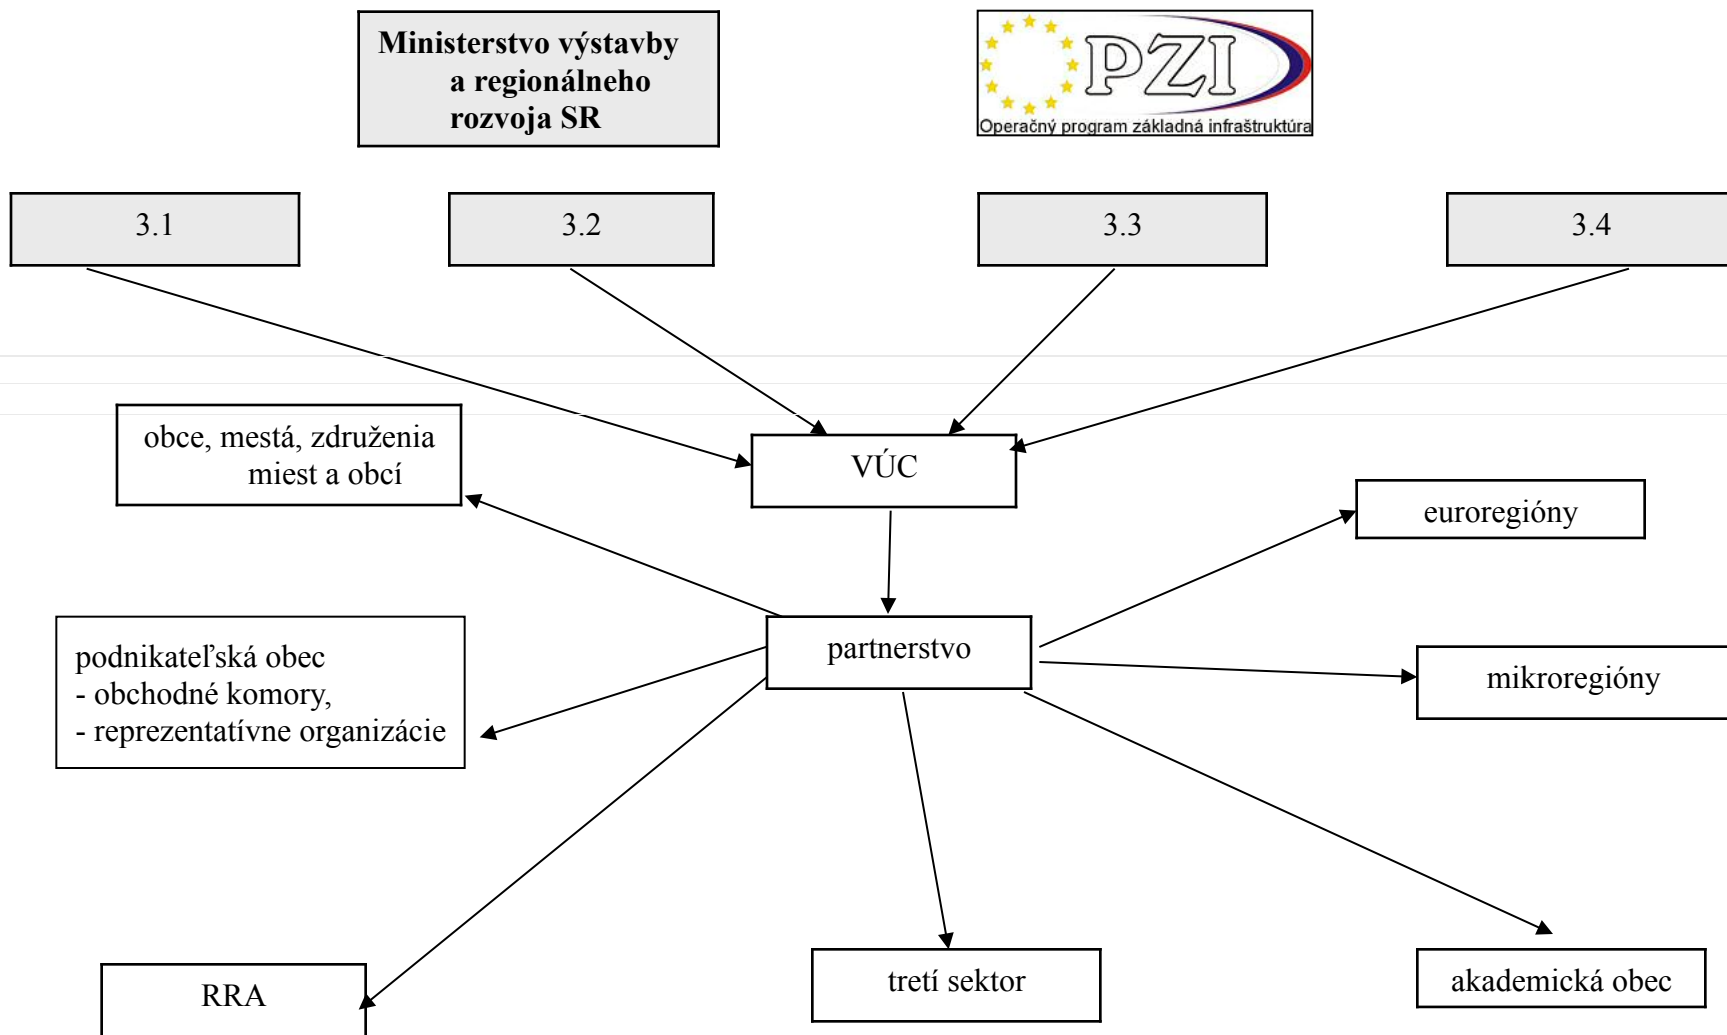 Ministerstvo výstavby
a regionálneho
rozvoja SR
PZI
Operačný program základná infraštruktúra
3.1
3.2
3.3
3.4
obce, mestá, združenia
miest a obcí
VÚC
euroregióny
podnikateľská obec
- obchodné komory,
- reprezentatívne organizácie
partnerstvo
mikroregióny
RRA
tretí sektor
akademická obec